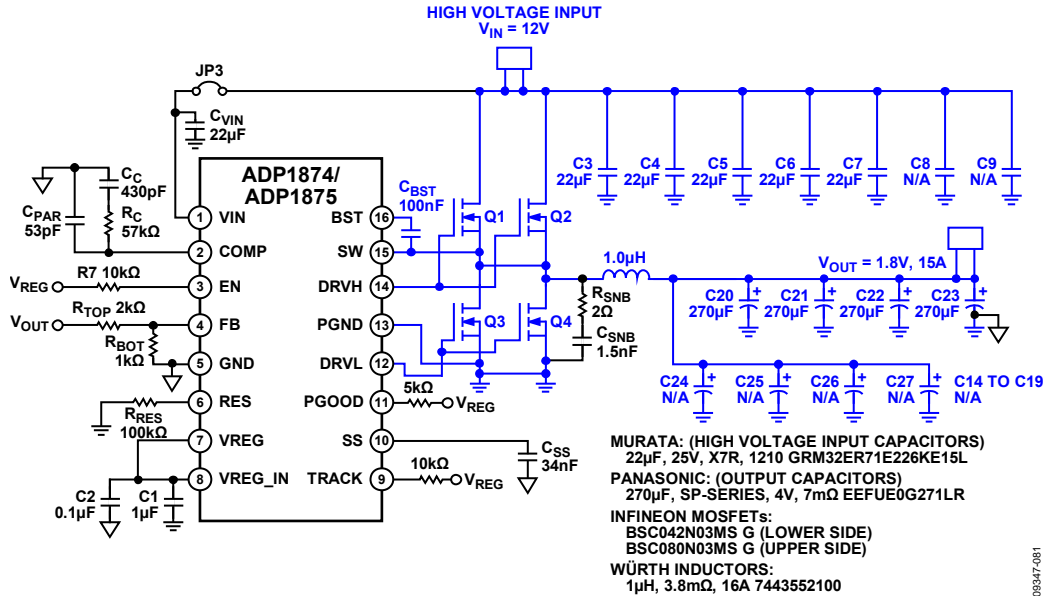 HIGH VOLTAGE INPUT
VIN = 12V
JP3
CVIN
22µF
ADP1874/
ADP1875
CC
430pF
CPAR
53pF
RC
57kΩ
1 VIN
2 COMP
VREG R7 10kΩ
3 EN
VOUT RTOP 2kΩ
4 FB
RBOT
1kΩ
5 GND
6 RES
RRES
100kΩ
7 VREG
8 VREG_IN
C2
0.1µF
C1
1µF
BST 16
SW 15
DRVH 14
PGND 13
DRVL 12
PGOOD 11
5kΩ
VREG
SS 10
CSS
34nF
TRACK 9
10kΩ
VREG
CBST
100nF
Q1
Q2
Q3
Q4
C3
22µF
C4
22µF
C5
22µF
C6
22µF
C7
22µF
C8
N/A
C9
N/A
1.0µH
RSNB
2Ω
CSNB
1.5nF
VOUT = 1.8V, 15A
C20
270µF
+
C21
270µF
+
C22
270µF
+
C23
270µF
+
C24
N/A
+
C25
N/A
+
C26
N/A
+
C27
N/A
+
C14 TO C19
N/A
MURATA: (HIGH VOLTAGE INPUT CAPACITORS)
22µF, 25V, X7R, 1210 GRM32ER71E226KE15L
PANASONIC: (OUTPUT CAPACITORS)
270µF, SP-SERIES, 4V, 7mΩ EEFUE0G271LR
INFINEON MOSFETs:
BSC042N03MS G (LOWER SIDE)
BSC080N03MS G (UPPER SIDE)
WÜRTH INDUCTORS:
1µH, 3.8mΩ, 16A 7443552100
09347-081